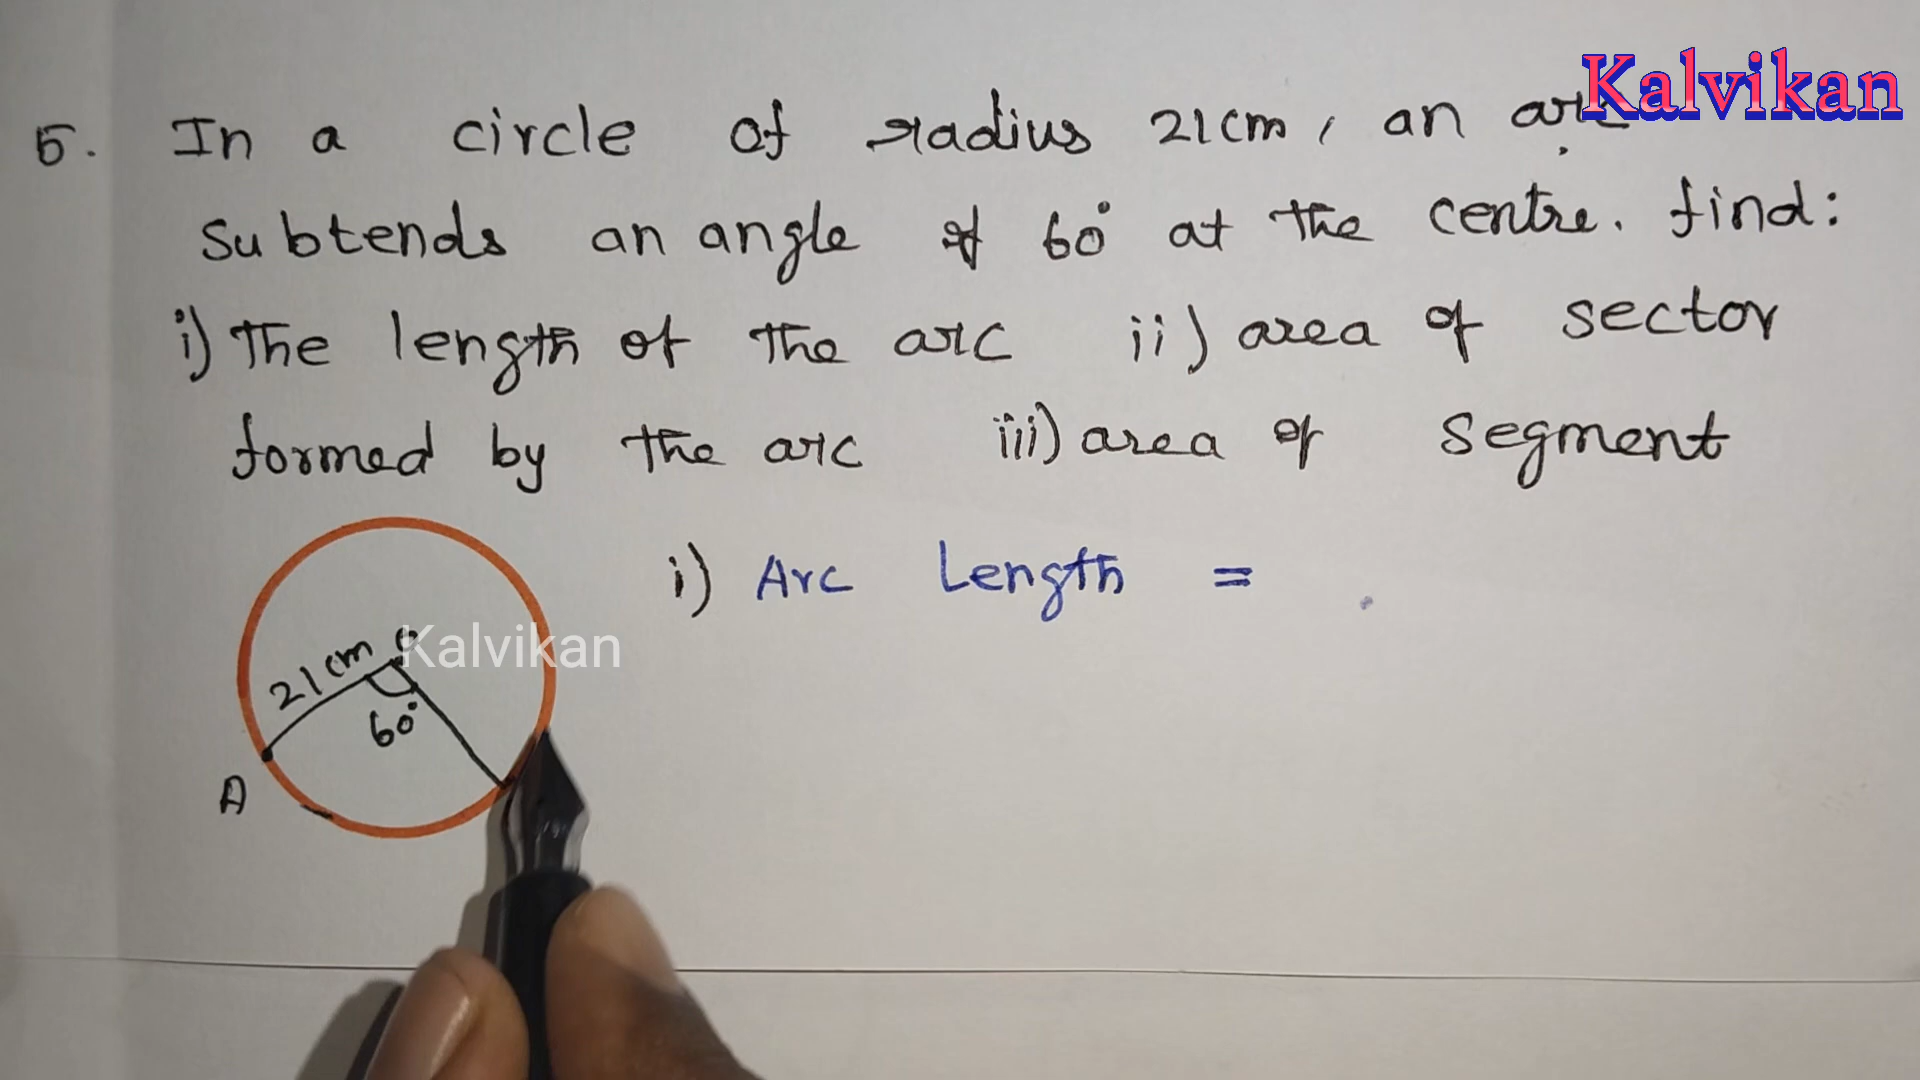 Kalvikan
5. In a circle of radius 21cm, an arc
subtends an angle of 60° at the centre. find:
i) The length of the arc ii) area of sector
formed by the arc iii) area of segment
i) Arc Length =
Kalvikan
21cm
60°
A